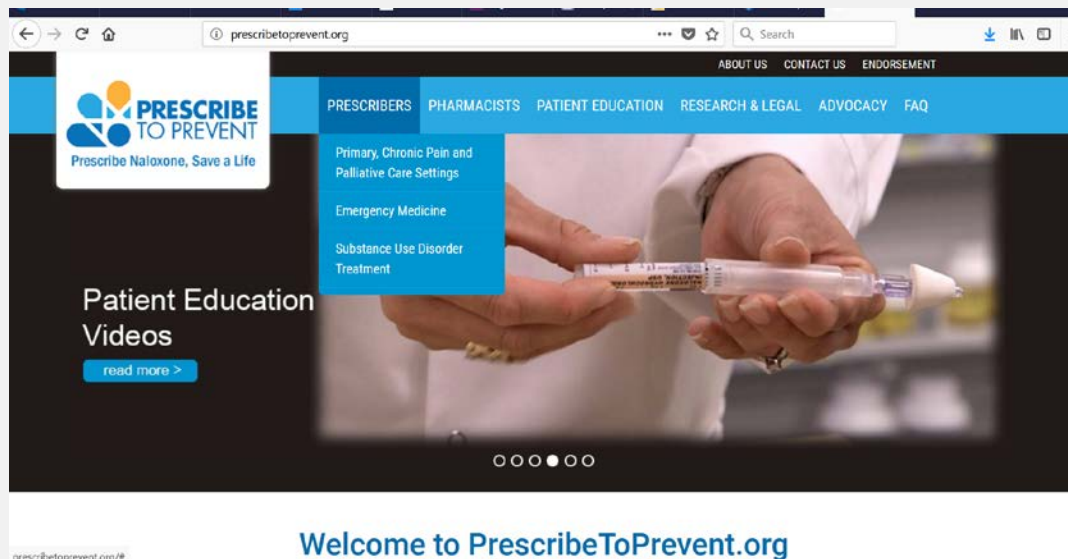 prescribetoprevent.org
Search
ABOUT US CONTACT US ENDORSEMENT
PRESCRIBE
TO PREVENT
Prescribe Naloxone, Save a Life
PRESCRIBERS PHARMACISTS PATIENT EDUCATION RESEARCH & LEGAL ADVOCACY FAQ
Primary, Chronic Pain and
Palliative Care Settings
Emergency Medicine
Substance Use Disorder
Treatment
Patient Education
Videos
read more >
Welcome to PrescribeToPrevent.org
prescribetoprevent.org/#